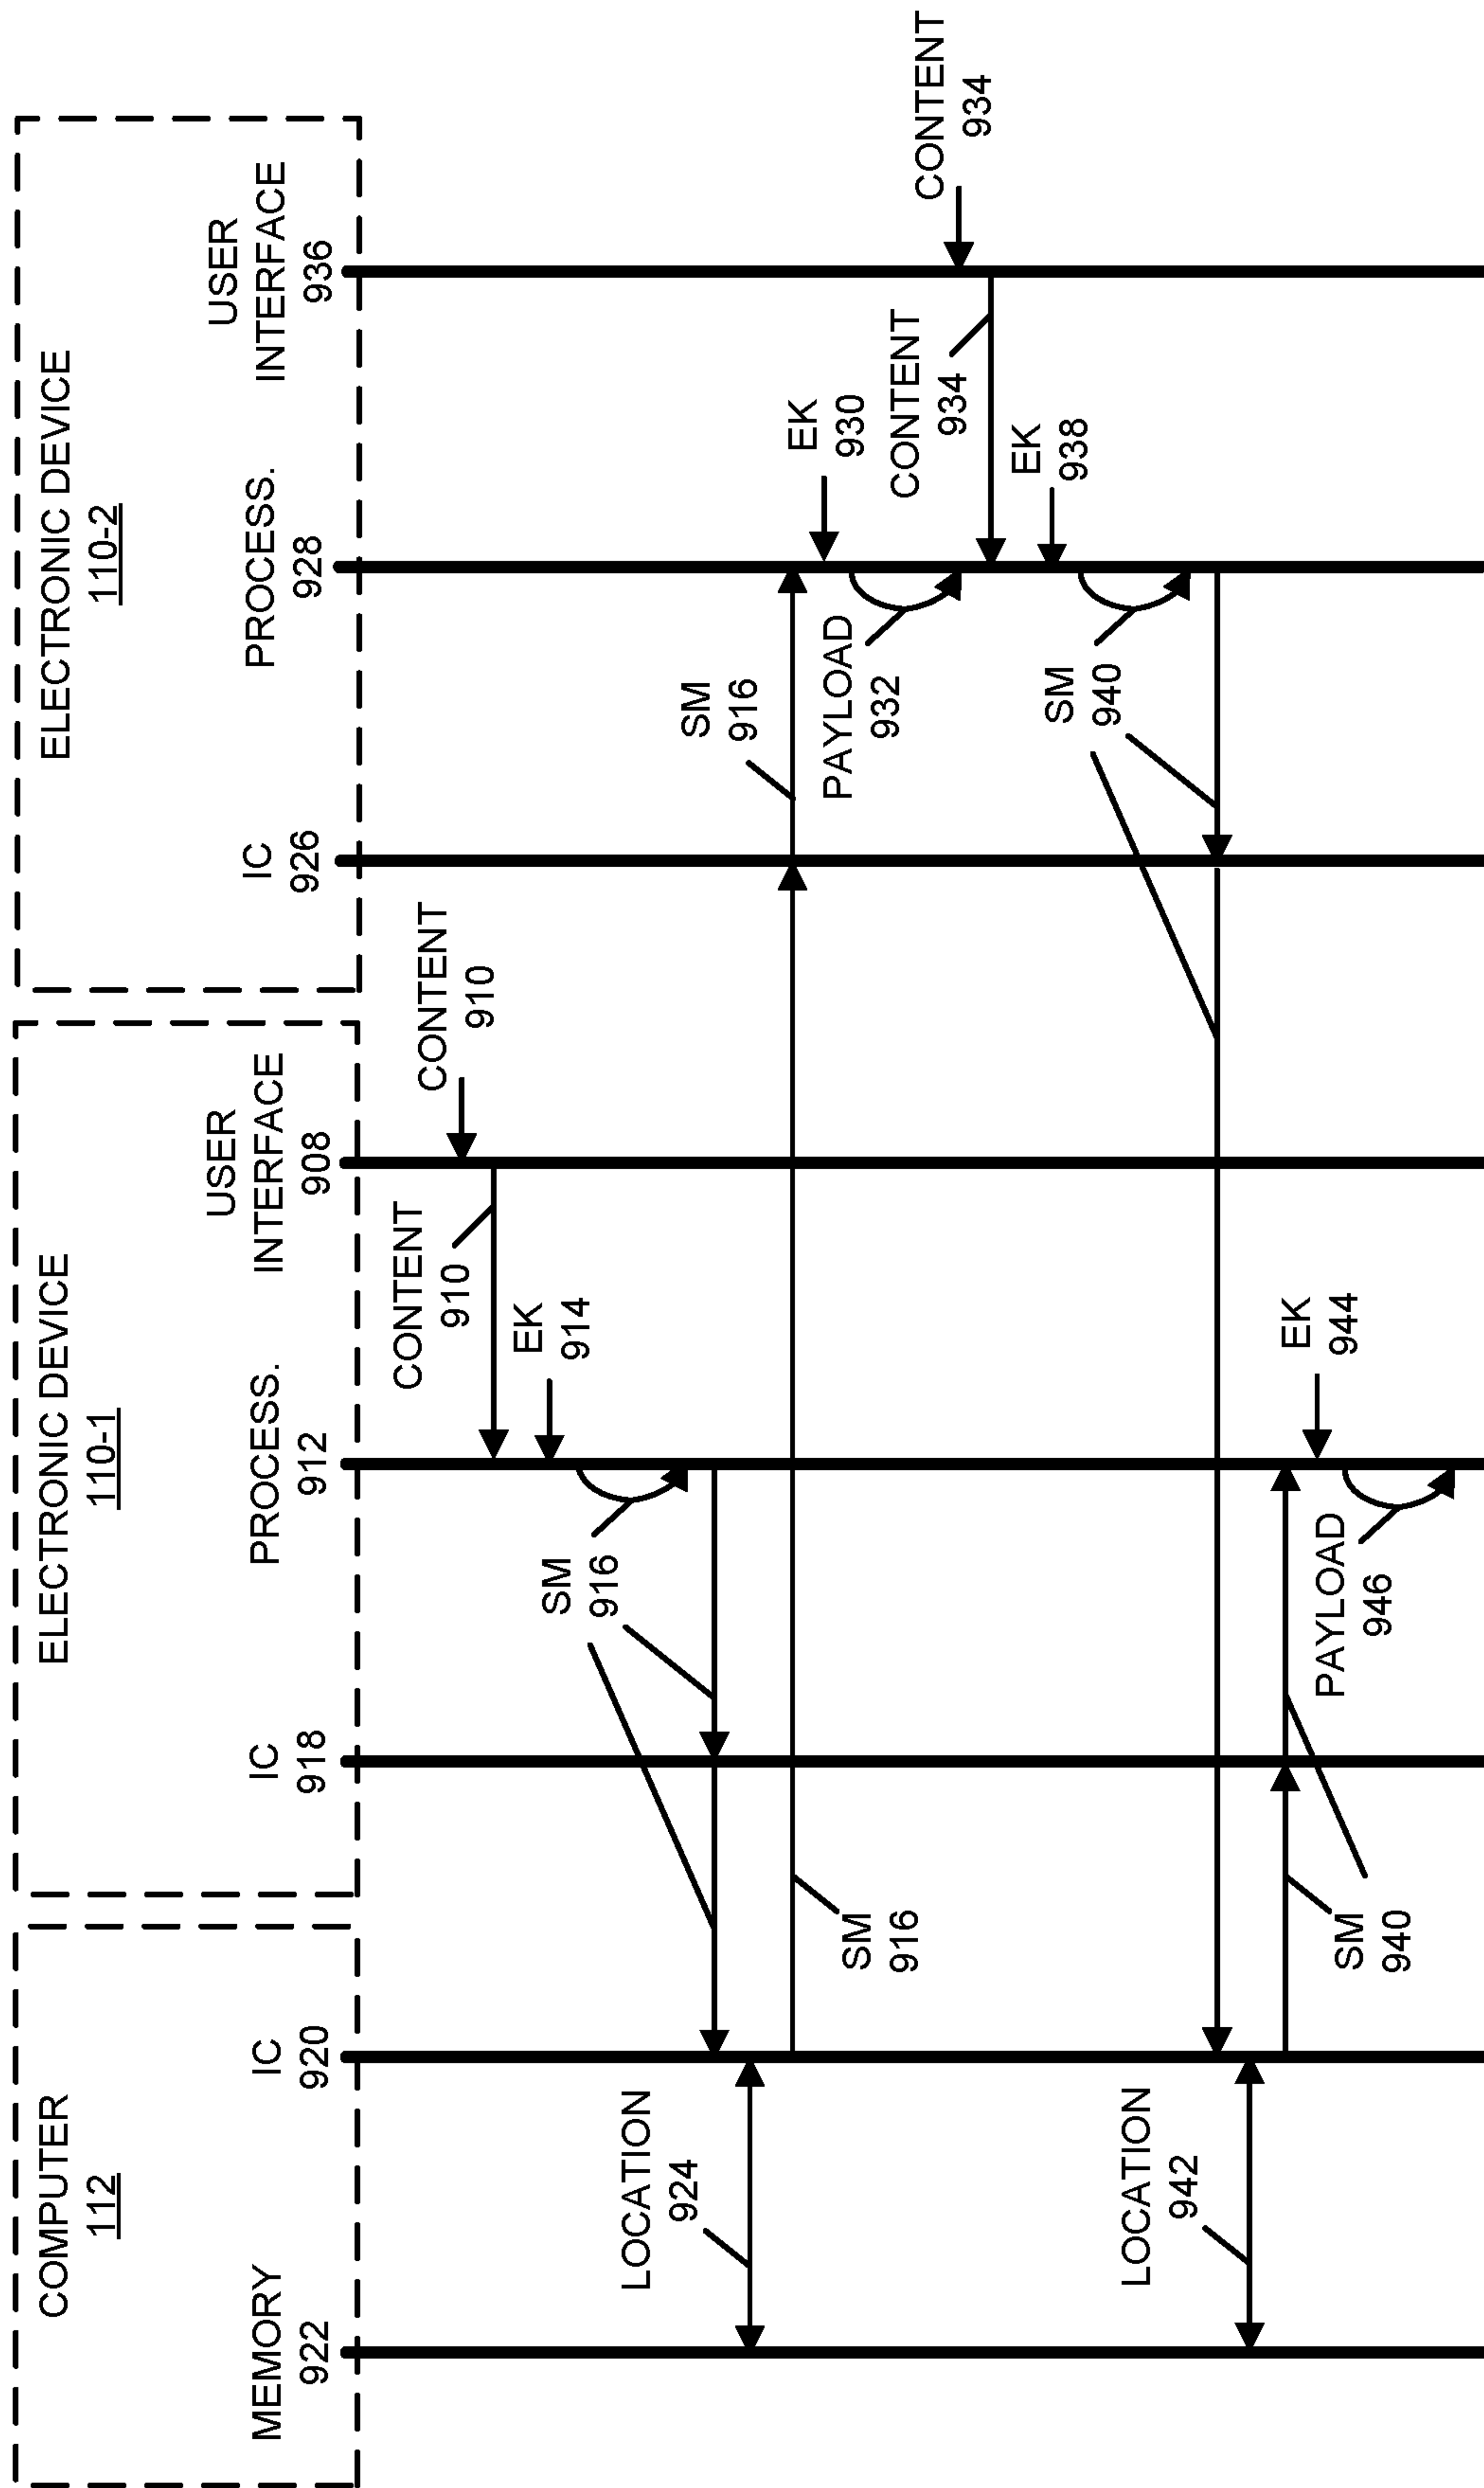 COMPUTER
112
MEMORY
922
IC
920
ELECTRONIC DEVICE
110-1
IC
918
PROCESS.
912
USER
INTERFACE
908
ELECTRONIC DEVICE
110-2
IC
926
PROCESS.
928
USER
INTERFACE
936
CONTENT
910
CONTENT
910
EK
914
SM
916
LOCATION
924
SM
916
SM
916
EK
930
PAYLOAD
932
CONTENT
934
CONTENT
934
EK
938
SM
940
LOCATION
942
SM
940
EK
944
PAYLOAD
946